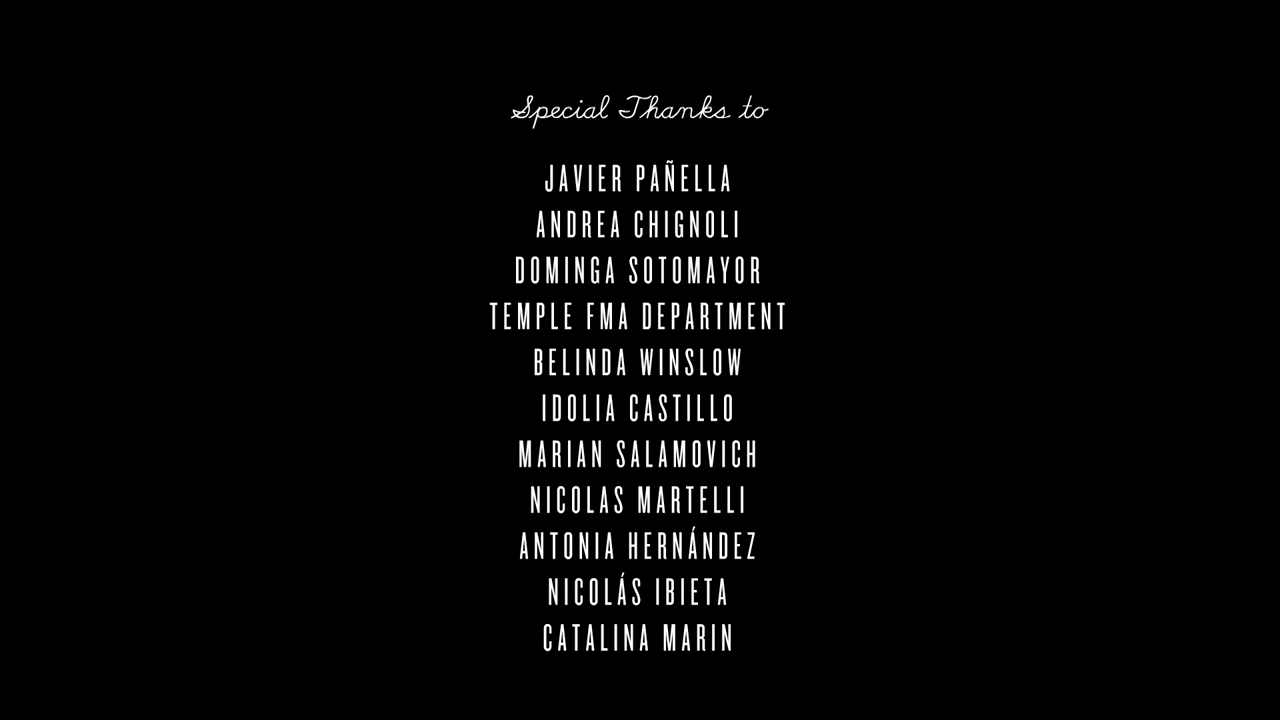 Special Thanks to
JAVIER PAÑELLA
ANDREA CHIGNOLI
DOMINGA SOTOMAYOR
TEMPLE FMA DEPARTMENT
BELINDA WINSLOW
IDOLIA CASTILLO
MARIAN SALAMOVICH
NICOLAS MARTELLI
ANTONIA HERNÁNDEZ
NICOLÁS IBIETA
CATALINA MARIN